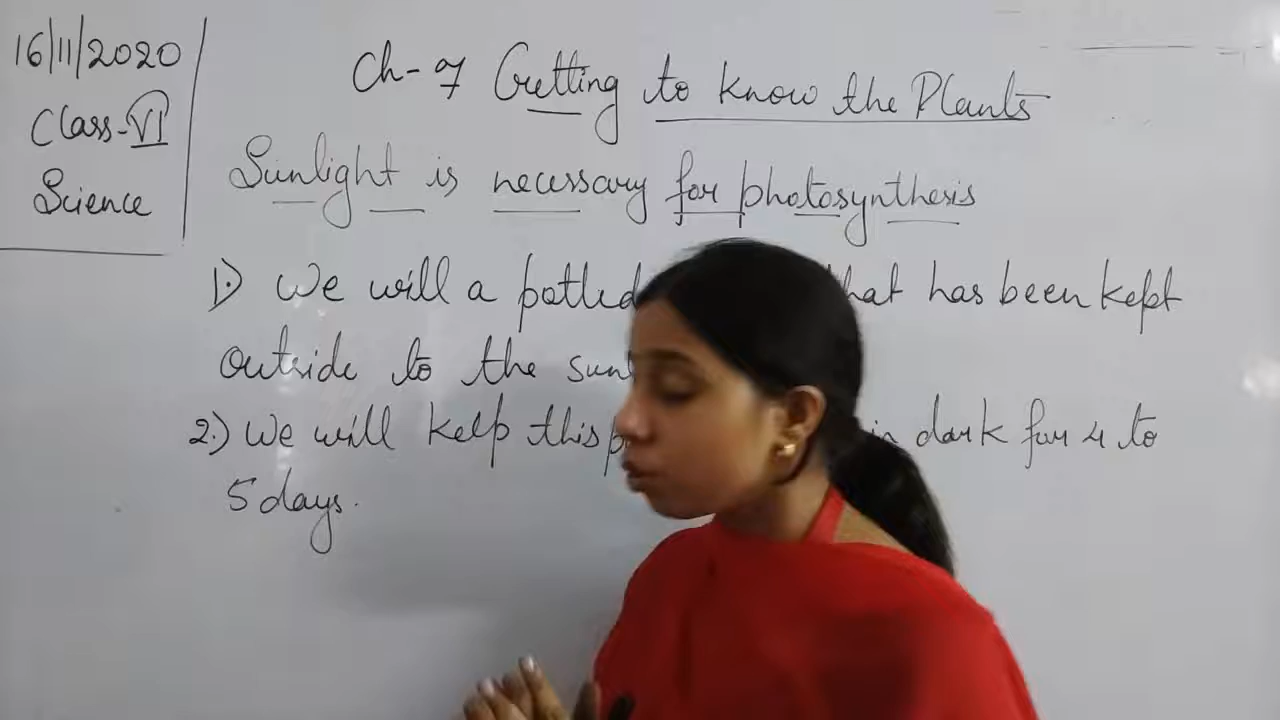 16/11/2020
Class-VI
Science
Ch-7 Getting to know the Plants
Sunlight is necessary for photosynthesis
1.) We will a potted that has been kept
outside to the sun
2.) We will keep this in dark for 4 to
5 days.